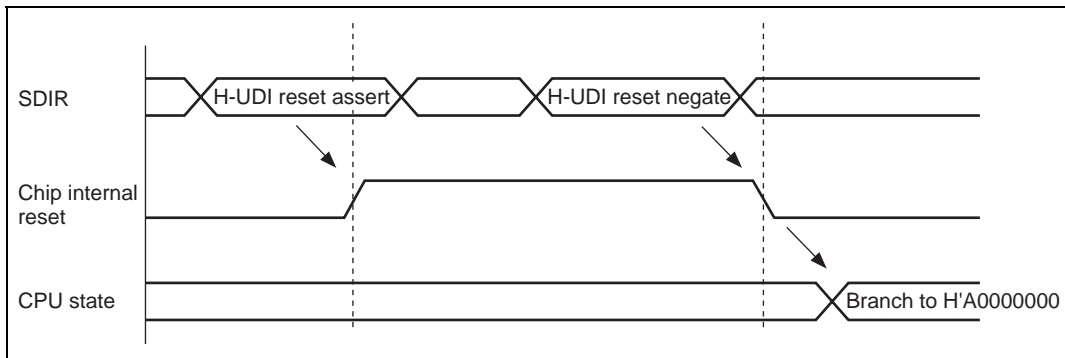 SDIR
H-UDI reset assert
H-UDI reset negate
Chip internal
reset
CPU state
Branch to H'A0000000